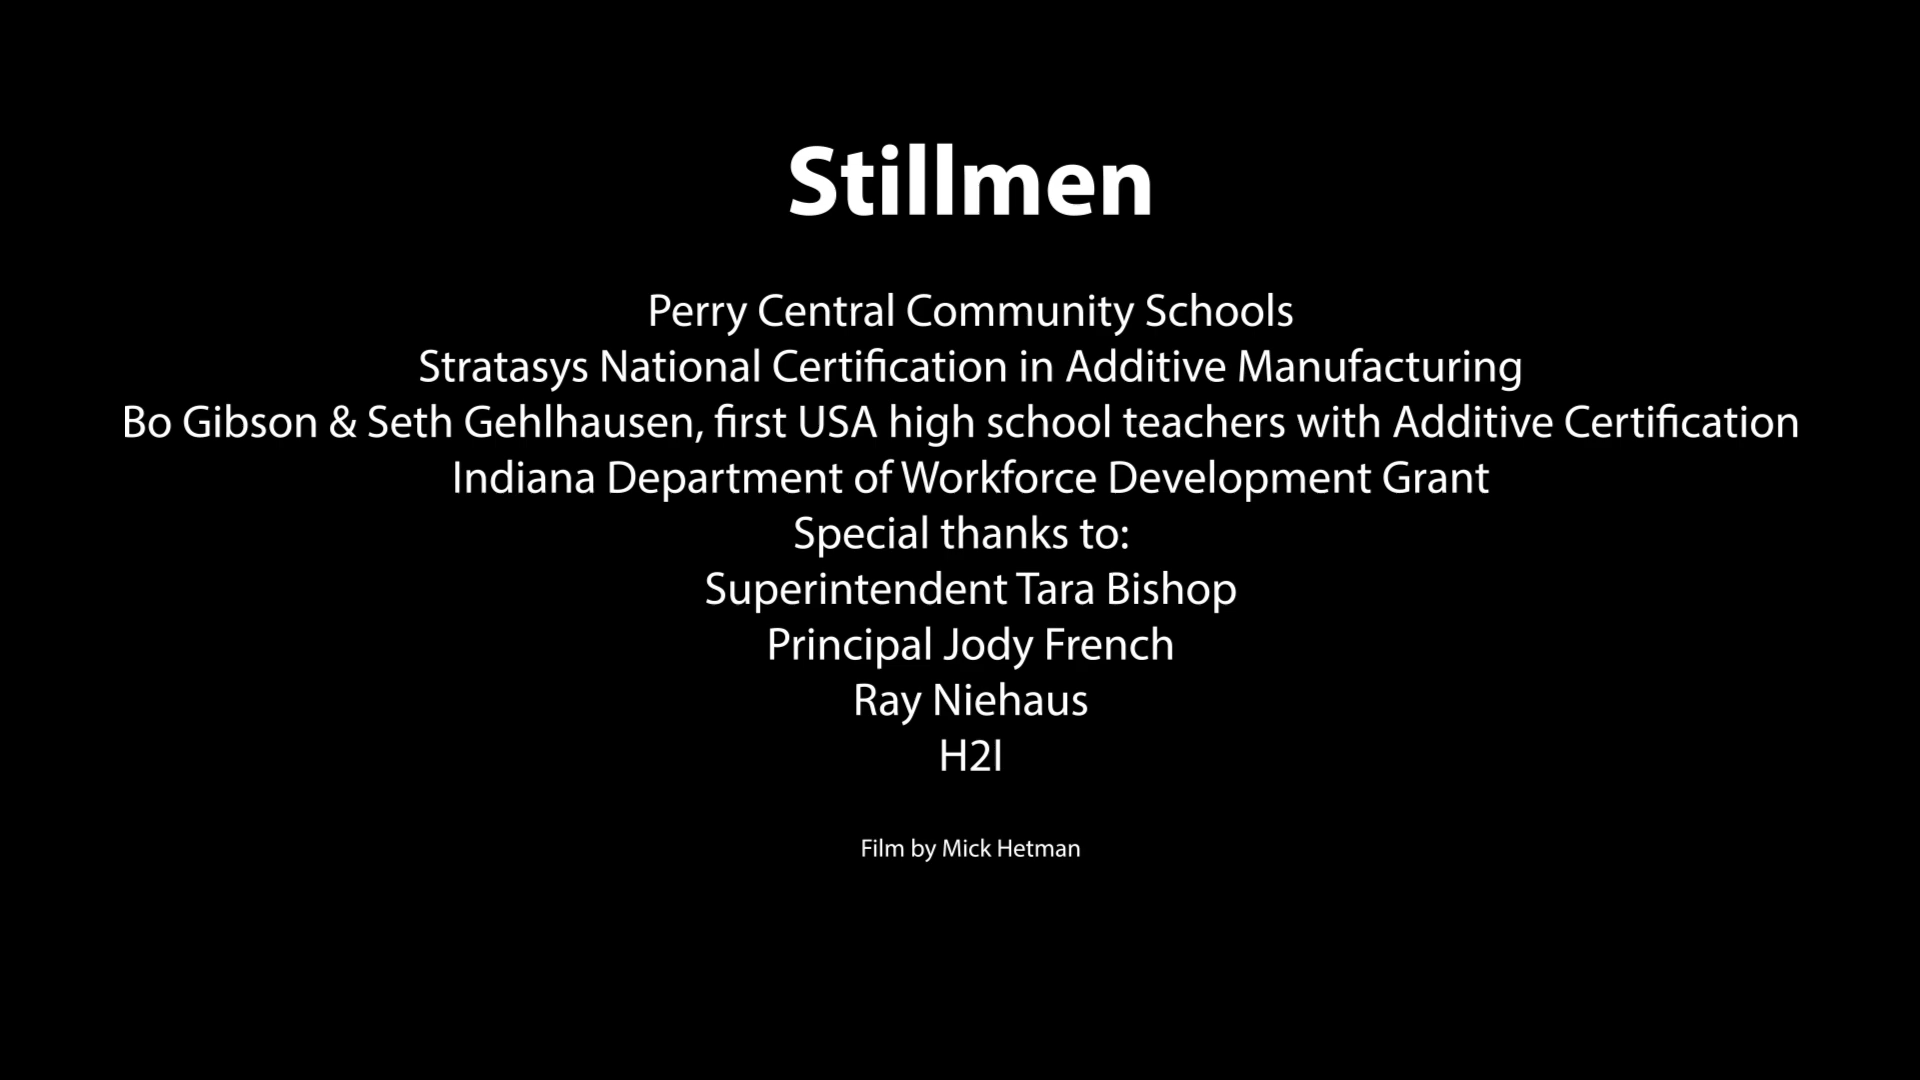 Stillmen
Perry Central Community Schools
Stratasys National Certification in Additive Manufacturing
Bo Gibson & Seth Gehlhausen, first USA high school teachers with Additive Certification
Indiana Department of Workforce Development Grant
Special thanks to:
Superintendent Tara Bishop
Principal Jody French
Ray Niehaus
H2I
Film by Mick Hetman